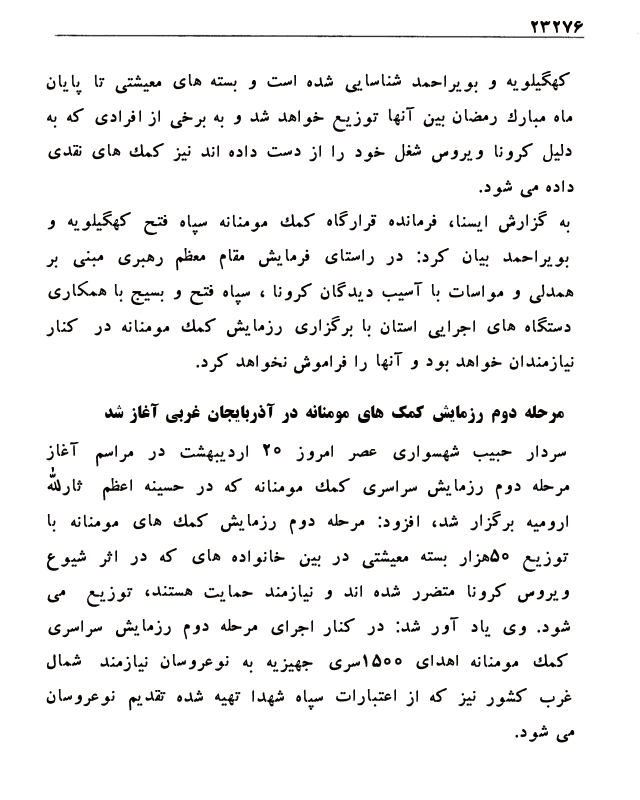 ۲۳۲۷۶
کهگیلویه و بویراحمد شناسایی شده است و بسته های معیشتی تا پایان
ماه مبارك رمضان بین آنها توزیع خواهد شد و به برخی از افرادی که به
دلیل کرونا ویروس شغل خود را از دست داده اند نیز کمك های نقدی
داده می شود.
به گزارش ایسنا، فرمانده قرارگاه کمك مومنانه سپاه فتح کهگیلویه و
بویراحمد بیان کرد: در راستای فرمایش مقام معظم رهبری مبنی بر
همدلی و مواسات با آسیب دیدگان کرونا ، سپاه فتح و بسیج با همکاری
دستگاه های اجرایی استان با برگزاری رزمایش کمك مومنانه در کنار
نیازمندان خواهد بود و آنها را فراموش نخواهد کرد.
مرحله دوم رزمایش کمک های مومنانه در آذربایجان غربی آغاز شد
سردار حبیب شهسواری عصر امروز ۲۰ اردیبهشت در مراسم آغاز
مرحله دوم رزمایش سراسری کمك مومنانه که در حسینه اعظم ثارالله
ارومیه برگزار شد، افزود: مرحله دوم رزمایش کمك های مومنانه با
توزیع ۵۰هزار بسته معیشتی در بین خانواده های که در اثر شیوع
ویروس کرونا متضرر شده اند و نیازمند حمایت هستند، توزیع می
شود. وی یاد آور شد: در کنار اجرای مرحله دوم رزمایش سراسری
کمك مومنانه اهدای ۱۵۰۰سری جهیزیه به نوعروسان نیازمند شمال
غرب کشور نیز که از اعتبارات سپاه شهدا تهیه شده تقدیم نوعروسان
می شود.